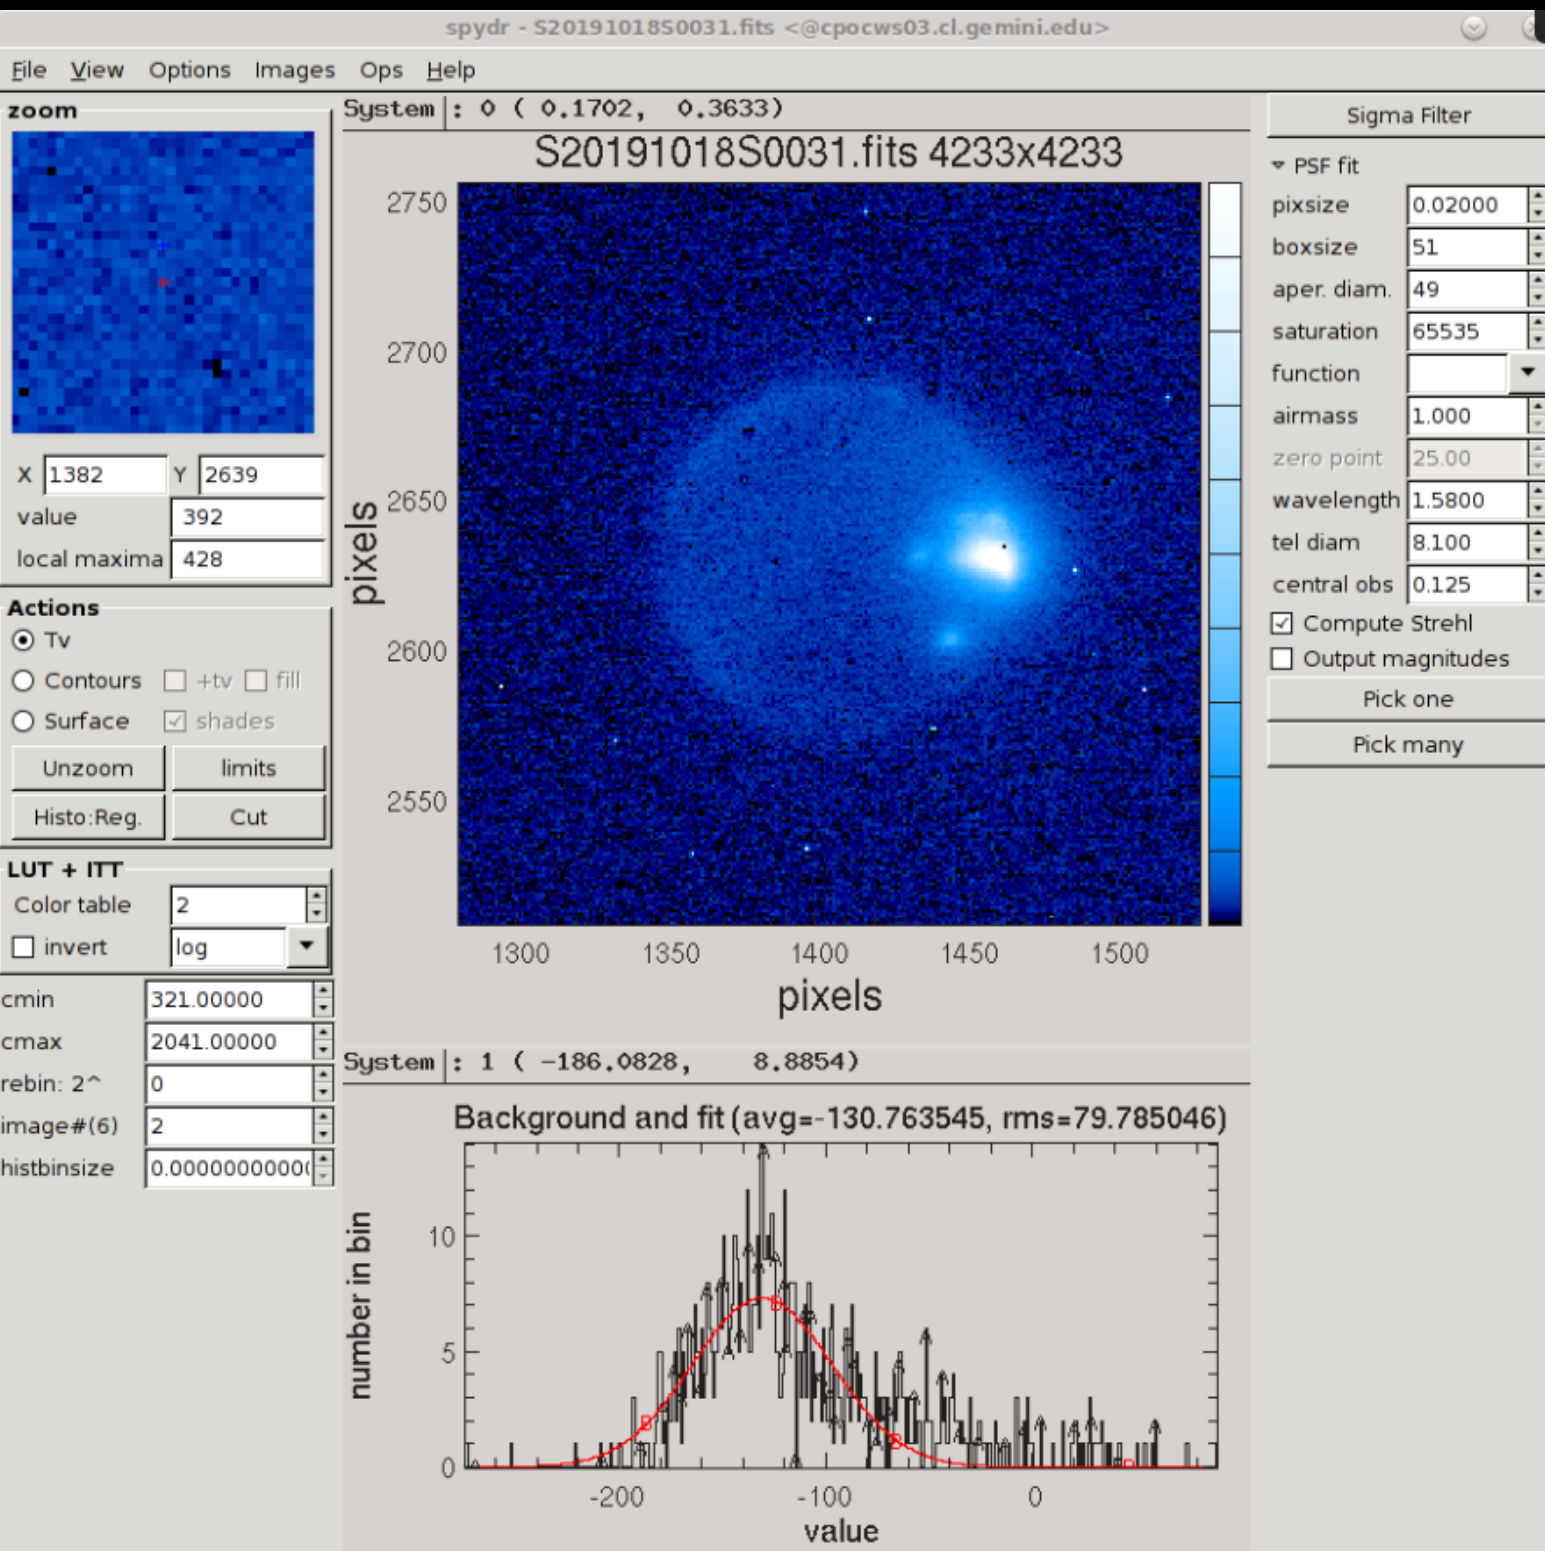 spydr - S20191018S0031.fits <@cpocws03.cl.gemini.edu>
File View Options Images Ops Help
zoom
X 1382 Y 2639
value 392
local maxima 428
Actions
Tv
Contours +tv fill
Surface shades
Unzoom limits
Histo:Reg. Cut
LUT + ITT
Color table 2
invert log
cmin 321.00000
cmax 2041.00000
rebin: 2^ 0
image#(6) 2
histbinsize 0.00000000000
System : 0 ( 0.1702, 0.3633)
S20191018S0031.fits 4233x4233
2750
2700
2650
2600
2550
pixels
1300 1350 1400 1450 1500
pixels
System : 1 ( -186.0828, 8.8854)
Background and fit (avg=-130.763545, rms=79.785046)
number in bin
10
5
0
-200 -100 0
value
Sigma Filter
PSF fit
pixsize 0.02000
boxsize 51
aper. diam. 49
saturation 65535
function
airmass 1.000
zero point 25.00
wavelength 1.5800
tel diam 8.100
central obs 0.125
Compute Strehl
Output magnitudes
Pick one
Pick many